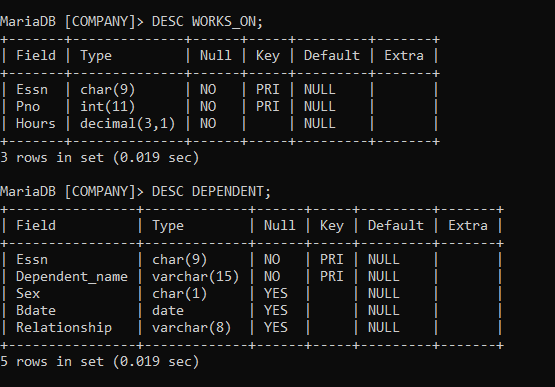 MariaDB [COMPANY]> DESC WORKS_ON;
+-------+--------------+------+-----+---------+-------+
| Field | Type         | Null | Key | Default | Extra |
+-------+--------------+------+-----+---------+-------+
| Essn  | char(9)      | NO   | PRI | NULL    |       |
| Pno   | int(11)      | NO   | PRI | NULL    |       |
| Hours | decimal(3,1) | NO   |     | NULL    |       |
+-------+--------------+------+-----+---------+-------+
3 rows in set (0.019 sec)
MariaDB [COMPANY]> DESC DEPENDENT;
+----------------+-------------+------+-----+---------+-------+
| Field          | Type        | Null | Key | Default | Extra |
+----------------+-------------+------+-----+---------+-------+
| Essn           | char(9)     | NO   | PRI | NULL    |       |
| Dependent_name | varchar(15) | NO   | PRI | NULL    |       |
| Sex            | char(1)     | YES  |     | NULL    |       |
| Bdate          | date        | YES  |     | NULL    |       |
| Relationship   | varchar(8)  | YES  |     | NULL    |       |
+----------------+-------------+------+-----+---------+-------+
5 rows in set (0.019 sec)